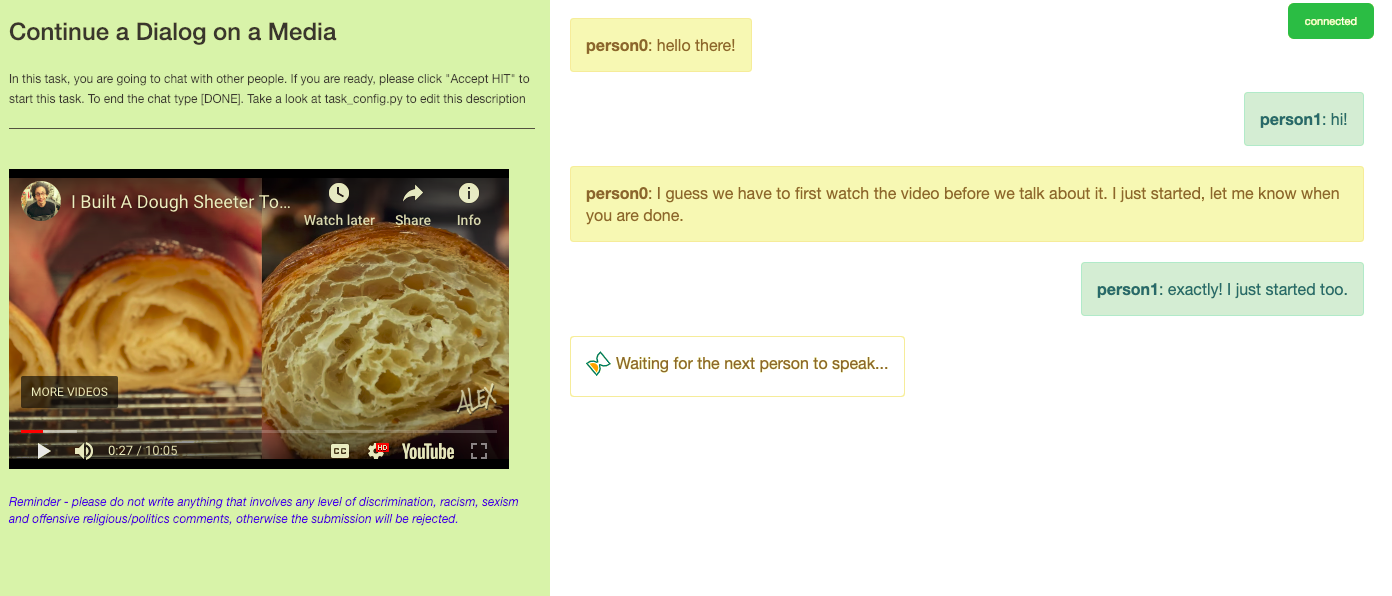 Continue a Dialog on a Media
In this task, you are going to chat with other people. If you are ready, please click "Accept HIT" to
start this task. To end the chat type [DONE]. Take a look at task_config.py to edit this description
I Built A Dough Sheeter To...
Watch later
Share
Info
MORE VIDEOS
ALEX
0:27 / 10:05
CC
HD
YouTube
Reminder - please do not write anything that involves any level of discrimination, racism, sexism
and offensive religious/politics comments, otherwise the submission will be rejected.
connected
person0: hello there!
person1: hi!
person0: I guess we have to first watch the video before we talk about it. I just started, let me know when
you are done.
person1: exactly! I just started too.
Waiting for the next person to speak...